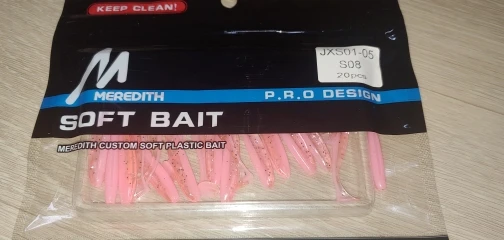 KEEP CLEAN!
JXS01-05
S08
20pcs
M
MEREDITH
P.R.O DESIGN
SOFT BAIT
MEREDITH CUSTOM SOFT PLASTIC BAIT